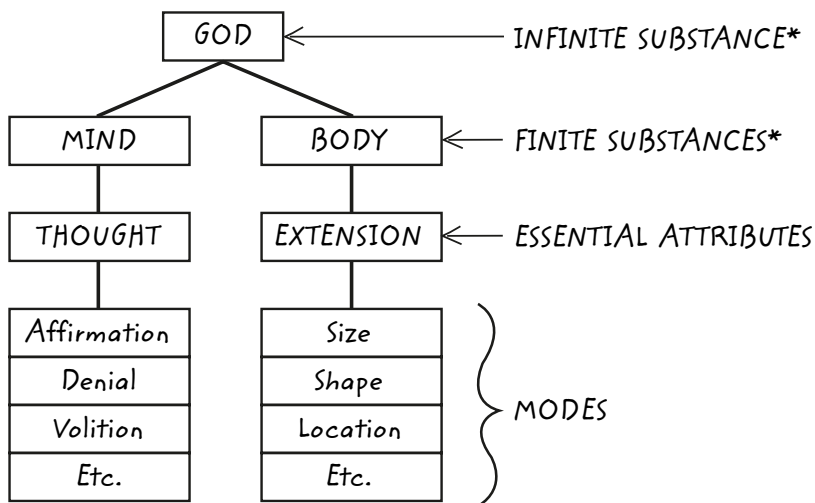 GOD INFINITE SUBSTANCE*
MIND BODY FINITE SUBSTANCES*
THOUGHT EXTENSION ESSENTIAL ATTRIBUTES
Affirmation Size
Denial Shape
Volition Location
MODES
Etc. Etc.